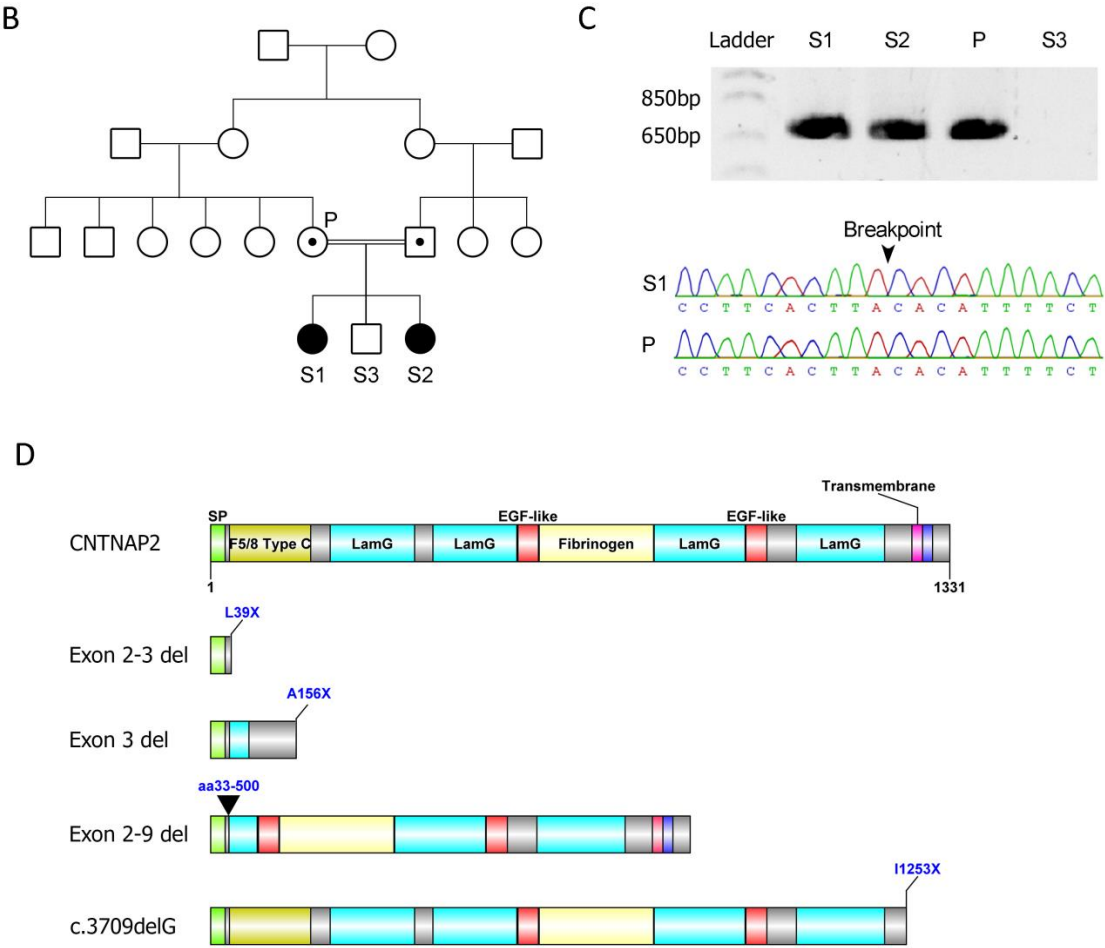 B
P
S1 S3 S2
C
Ladder S1 S2 P S3
850bp
650bp
Breakpoint
S1
C C T T C A C T T A C A C A T T T T C T
P
C C T T C A C T T A C A C A T T T T C T
D
Transmembrane
SP EGF-like EGF-like
CNTNAP2 F5/8 Type C LamG LamG Fibrinogen LamG LamG
1 1331
L39X
Exon 2-3 del
A156X
Exon 3 del
aa33-500
Exon 2-9 del
I1253X
c.3709delG